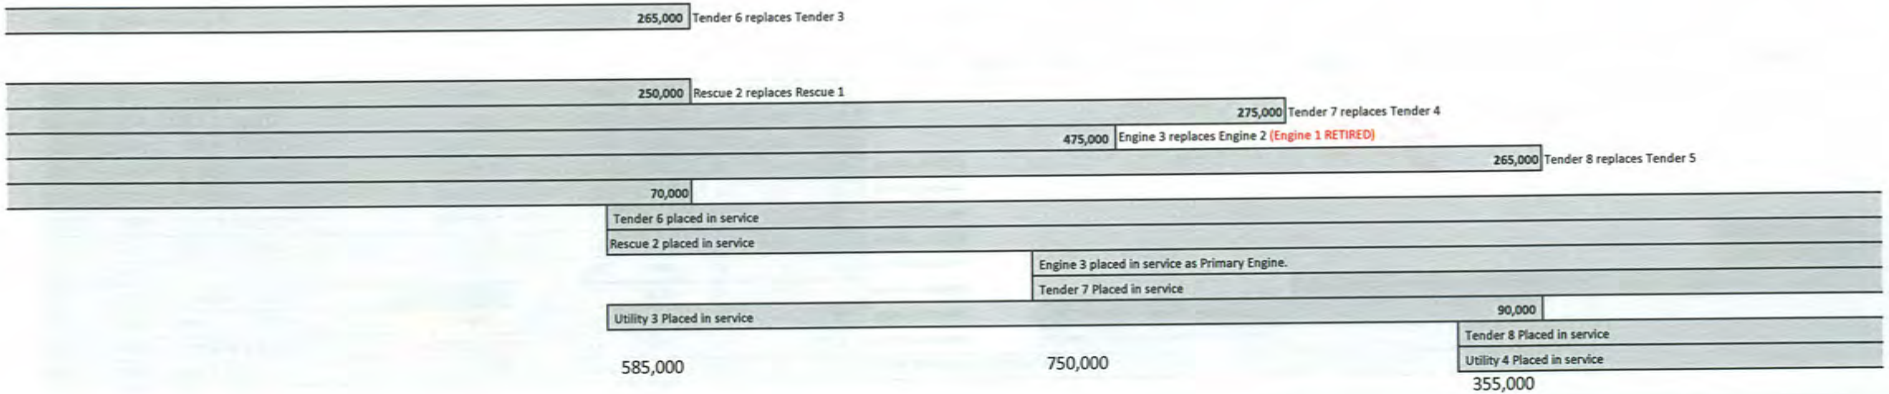 265,000 Tender 6 replaces Tender 3
250,000 Rescue 2 replaces Rescue 1
275,000 Tender 7 replaces Tender 4
475,000 Engine 3 replaces Engine 2 (Engine 1 RETIRED)
265,000 Tender 8 replaces Tender 5
70,000
Tender 6 placed in service
Rescue 2 placed in service
Engine 3 placed in service as Primary Engine.
Tender 7 Placed in service
Utility 3 Placed in service 90,000
Tender 8 Placed in service
Utility 4 Placed in service
585,000 750,000 355,000